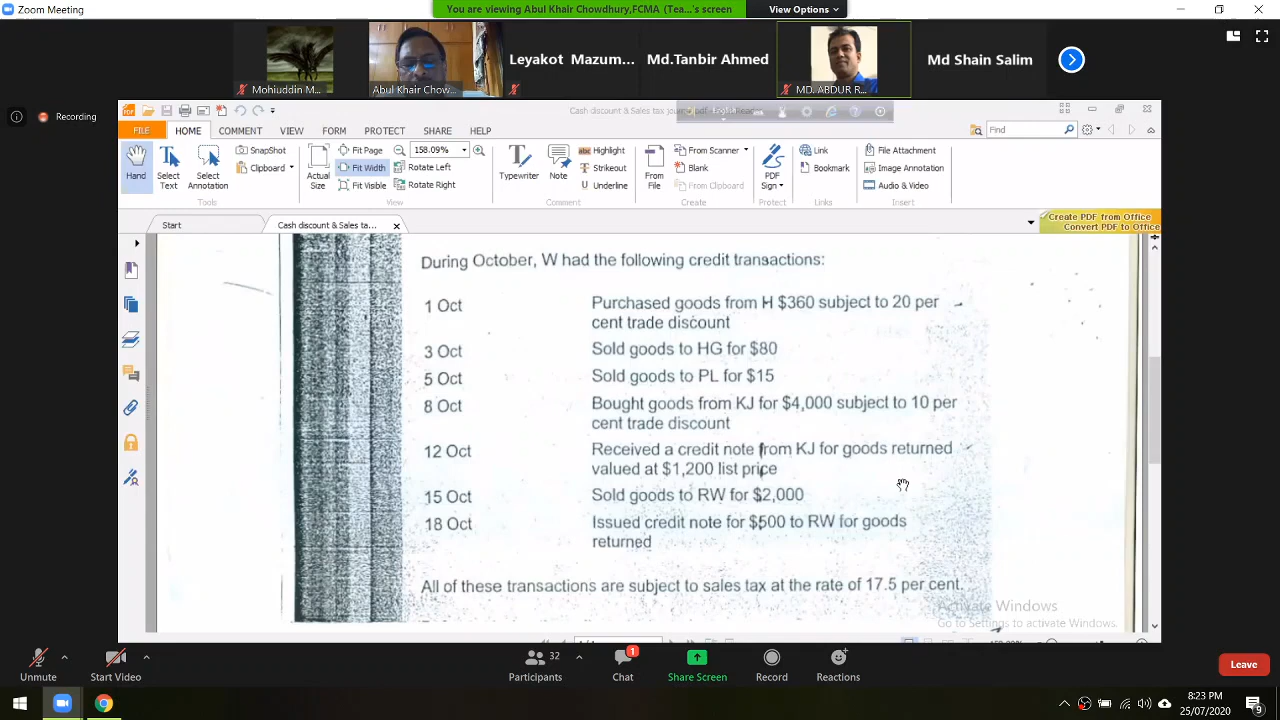 Zoom Meeting
You are viewing Abul Khair Chowdhury,FCMA (Tea...'s screen
View Options
Mohiuddin M...
Abul Khair Chow...
Leyakot Mazum...
Md.Tanbir Ahmed
MD. ABDUR R...
Md Shain Salim
Recording
Cash discount & Sales tax
English
FILE
HOME
COMMENT
VIEW
FORM
PROTECT
SHARE
HELP
Find
Hand
Select Text
Select Annotation
SnapShot
Clipboard
Tools
Actual Size
Fit Page
Fit Width
Fit Visible
158.09%
Rotate Left
Rotate Right
View
Typewriter
Note
Highlight
Strikeout
Underline
Comment
From File
From Scanner
Blank
From Clipboard
Create
PDF Sign
Protect
Link
Bookmark
Links
File Attachment
Image Annotation
Audio & Video
Insert
Start
Cash discount & Sales ta...
Create PDF from Office
Convert PDF to Office
During October, W had the following credit transactions:
1 Oct Purchased goods from H $360 subject to 20 per
cent trade discount
3 Oct Sold goods to HG for $80
5 Oct Sold goods to PL for $15
8 Oct Bought goods from KJ for $4,000 subject to 10 per
cent trade discount
12 Oct Received a credit note from KJ for goods returned
valued at $1,200 list price
15 Oct Sold goods to RW for $2,000
18 Oct Issued credit note for $500 to RW for goods
returned
All of these transactions are subject to sales tax at the rate of 17.5 per cent.
Activate Windows
Go to Settings to activate Windows.
Unmute
Start Video
32
Participants
1
Chat
Share Screen
Record
Reactions
Leave
8:23 PM
25/07/2020
9